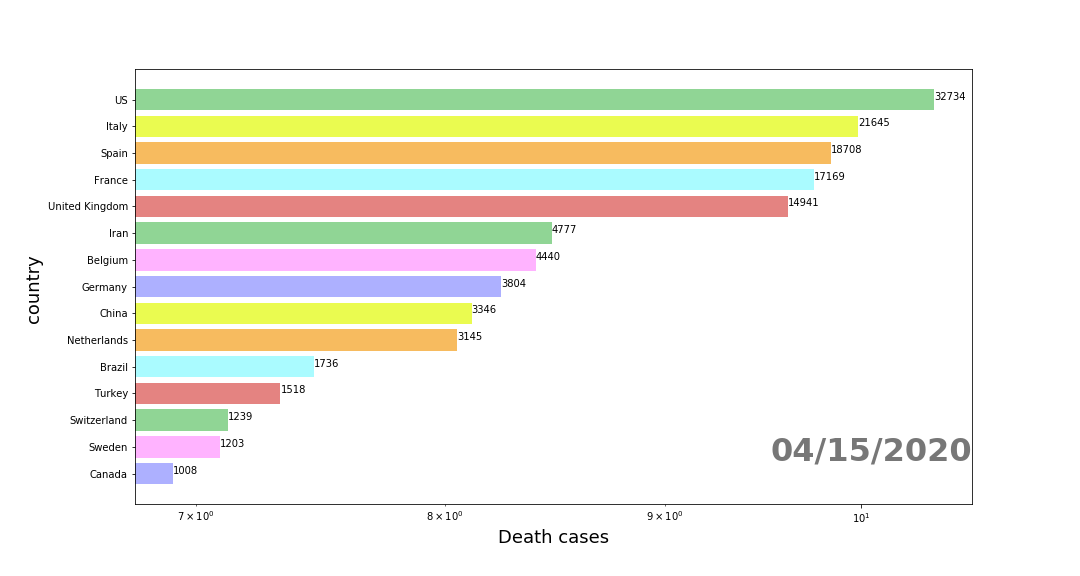 US 32734
Italy 21645
Spain 18708
France 17169
United Kingdom 14941
Iran 4777
Belgium 4440
Germany 3804
China 3346
Netherlands 3145
Brazil 1736
Turkey 1518
Switzerland 1239
Sweden 1203
04/15/2020
Canada 1008
country
7 × 10⁰ 8 × 10⁰ 9 × 10⁰ 10¹
Death cases